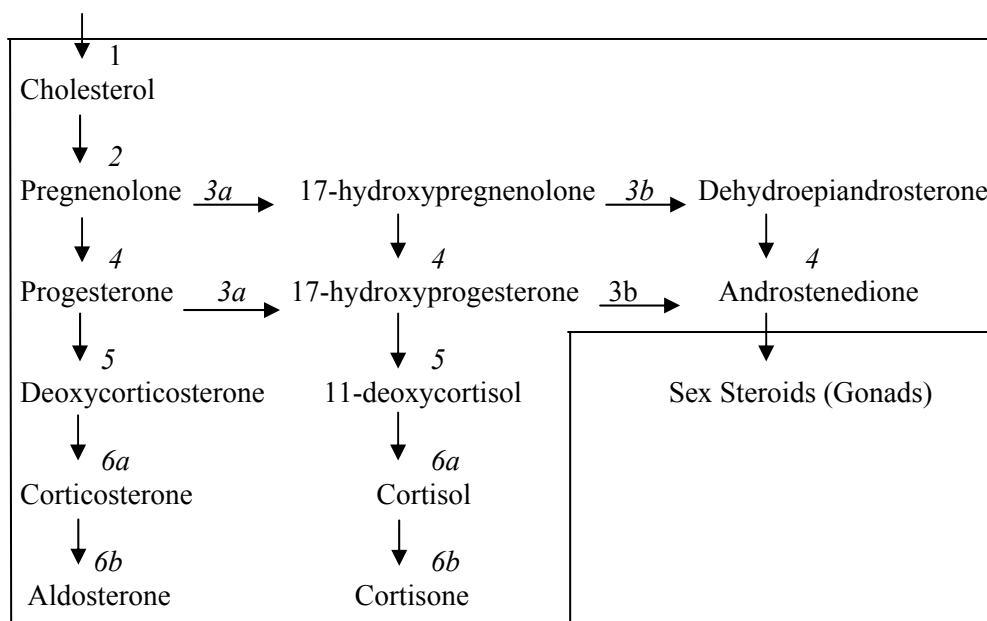 1
Cholesterol
2
Pregnenolone 3a 17-hydroxypregnenolone 3b Dehydroepiandrosterone
4 4 4
Progesterone 3a 17-hydroxyprogesterone 3b Androstenedione
5 5
Deoxycorticosterone 11-deoxycortisol Sex Steroids (Gonads)
6a 6a
Corticosterone Cortisol
6b 6b
Aldosterone Cortisone